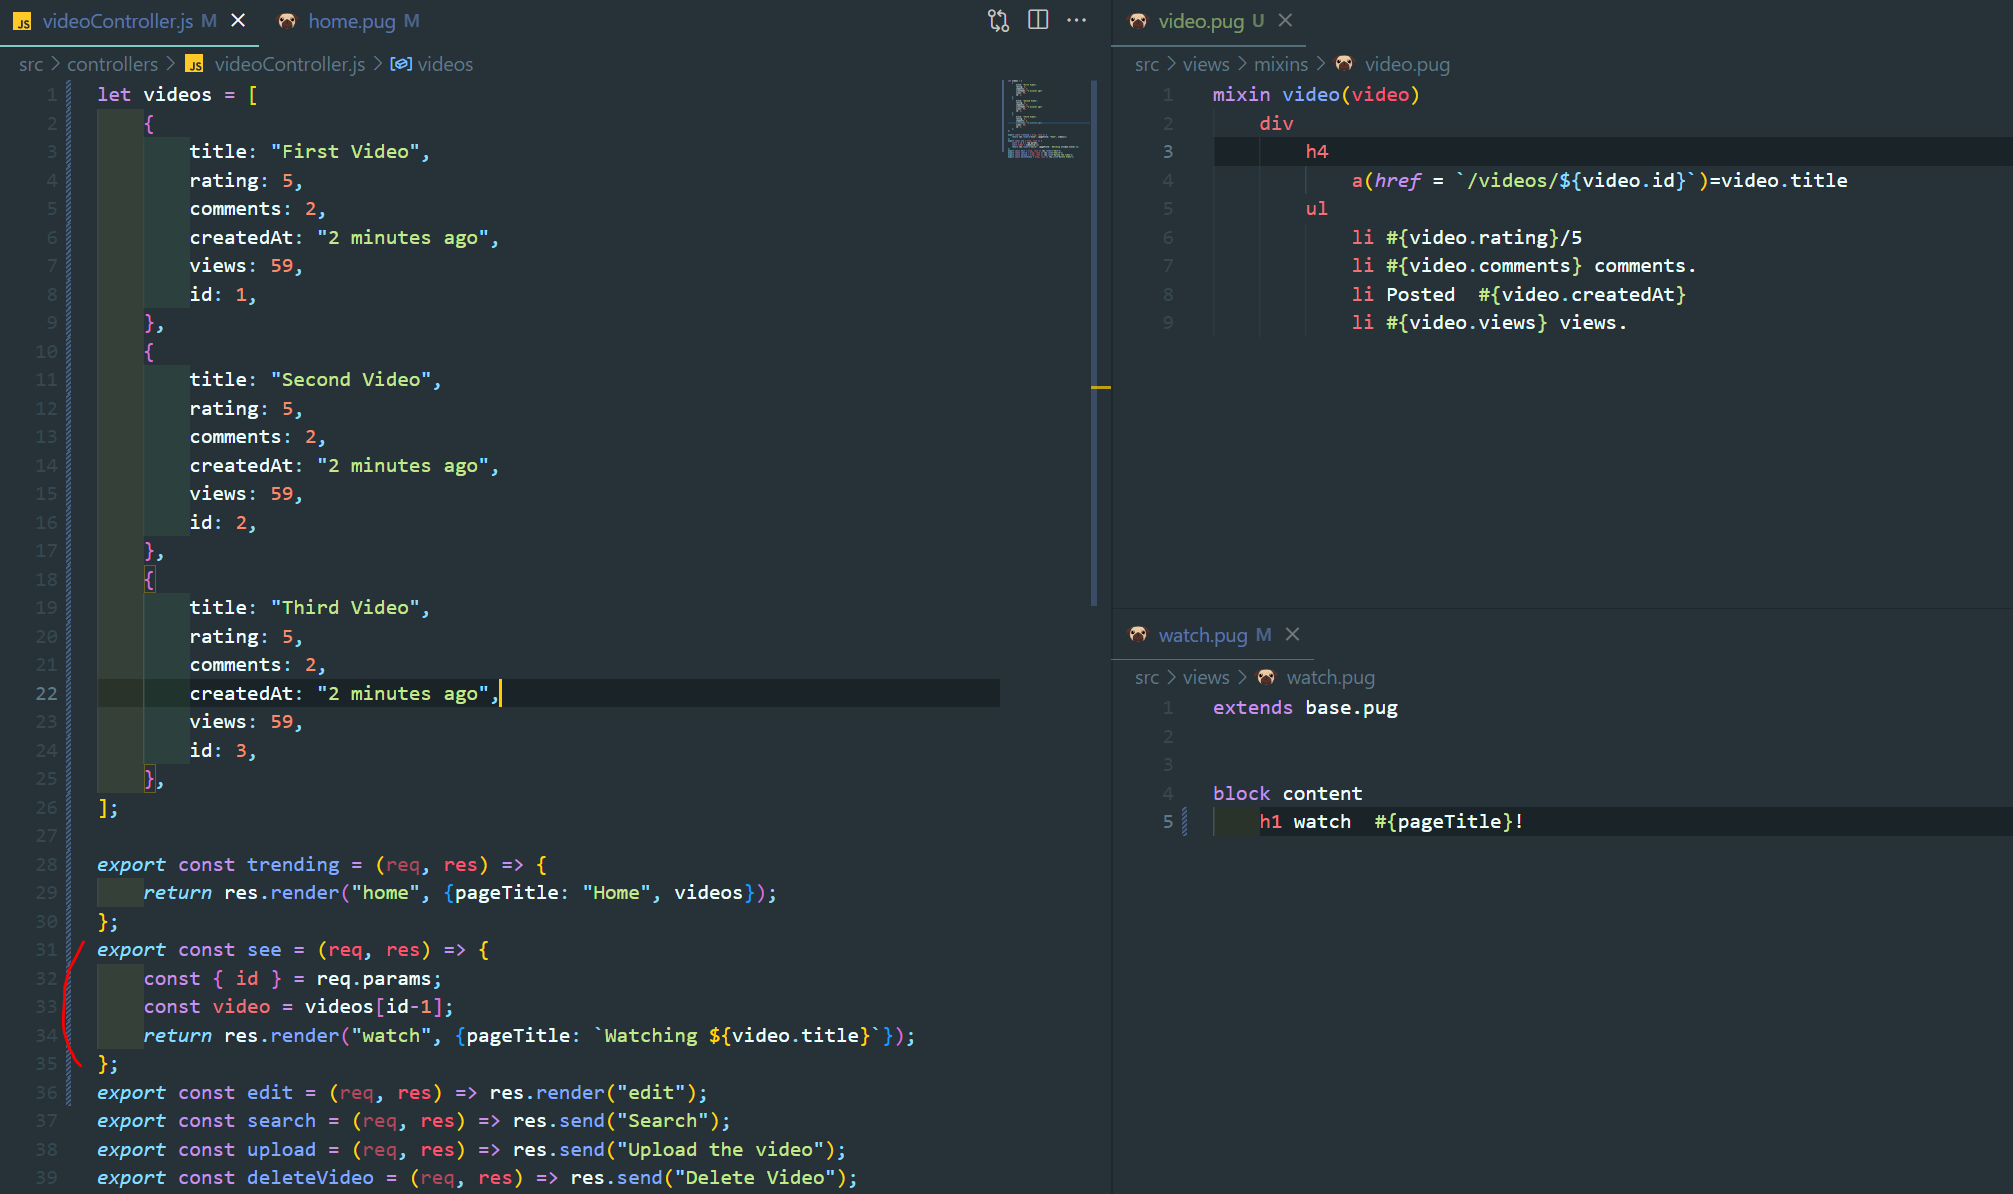 JS videoController.js M
home.pug M
src > controllers > JS videoController.js > videos
1 let videos = [
2 {
3 title: "First Video",
4 rating: 5,
5 comments: 2,
6 createdAt: "2 minutes ago",
7 views: 59,
8 id: 1,
9 },
10 {
11 title: "Second Video",
12 rating: 5,
13 comments: 2,
14 createdAt: "2 minutes ago",
15 views: 59,
16 id: 2,
17 },
18 {
19 title: "Third Video",
20 rating: 5,
21 comments: 2,
22 createdAt: "2 minutes ago",
23 views: 59,
24 id: 3,
25 },
26 ];
27
28 export const trending = (req, res) => {
29 return res.render("home", {pageTitle: "Home", videos});
30 };
31 export const see = (req, res) => {
32 const { id } = req.params;
33 const video = videos[id-1];
34 return res.render("watch", {pageTitle: `Watching ${video.title}`});
35 };
36 export const edit = (req, res) => res.render("edit");
37 export const search = (req, res) => res.send("Search");
38 export const upload = (req, res) => res.send("Upload the video");
39 export const deleteVideo = (req, res) => res.send("Delete Video");
video.pug U
src > views > mixins > video.pug
1 mixin video(video)
2 div
3 h4
4 a(href = `/videos/${video.id}`)=video.title
5 ul
6 li #{video.rating}/5
7 li #{video.comments} comments.
8 li Posted  #{video.createdAt}
9 li #{video.views} views.
watch.pug M
src > views > watch.pug
1 extends base.pug
2
3
4 block content
5 h1 watch  #{pageTitle}!